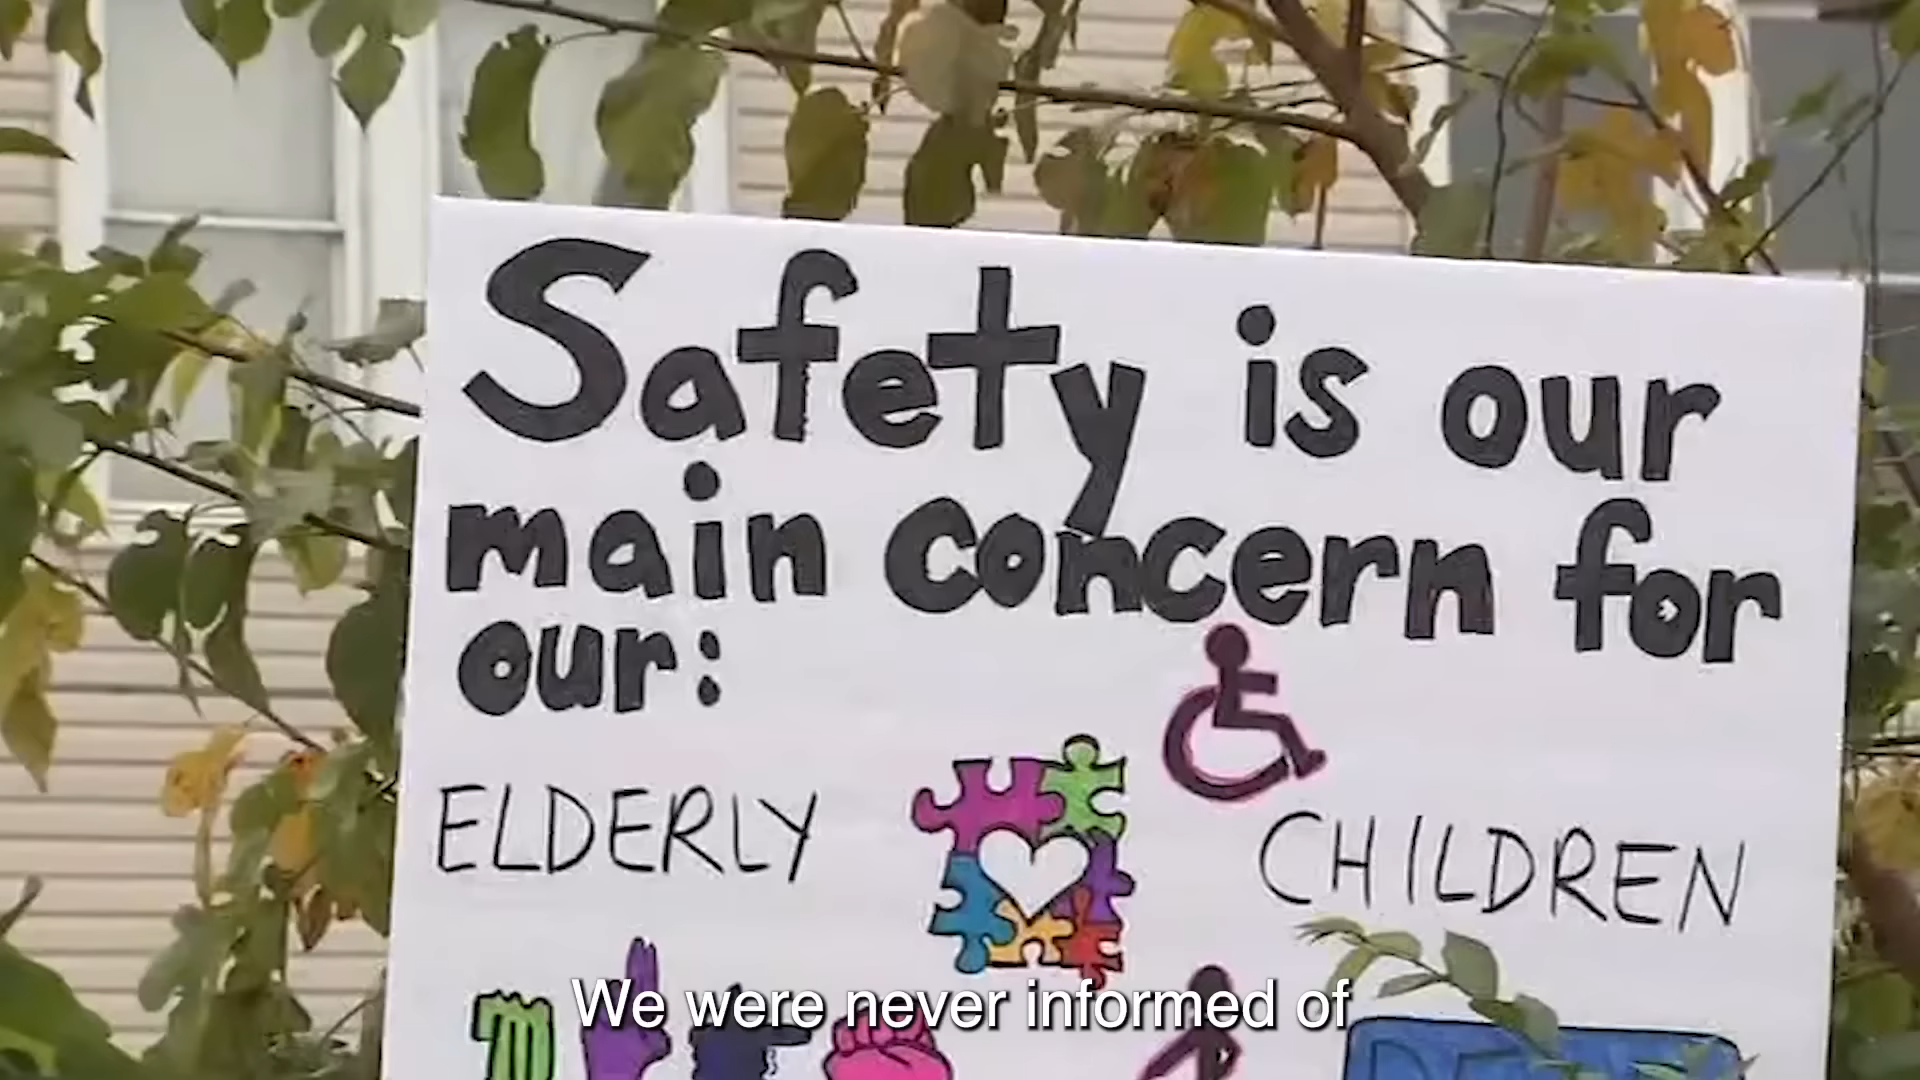 Safety is our
main concern for
our:
ELDERLY
CHILDREN
We were never informed of